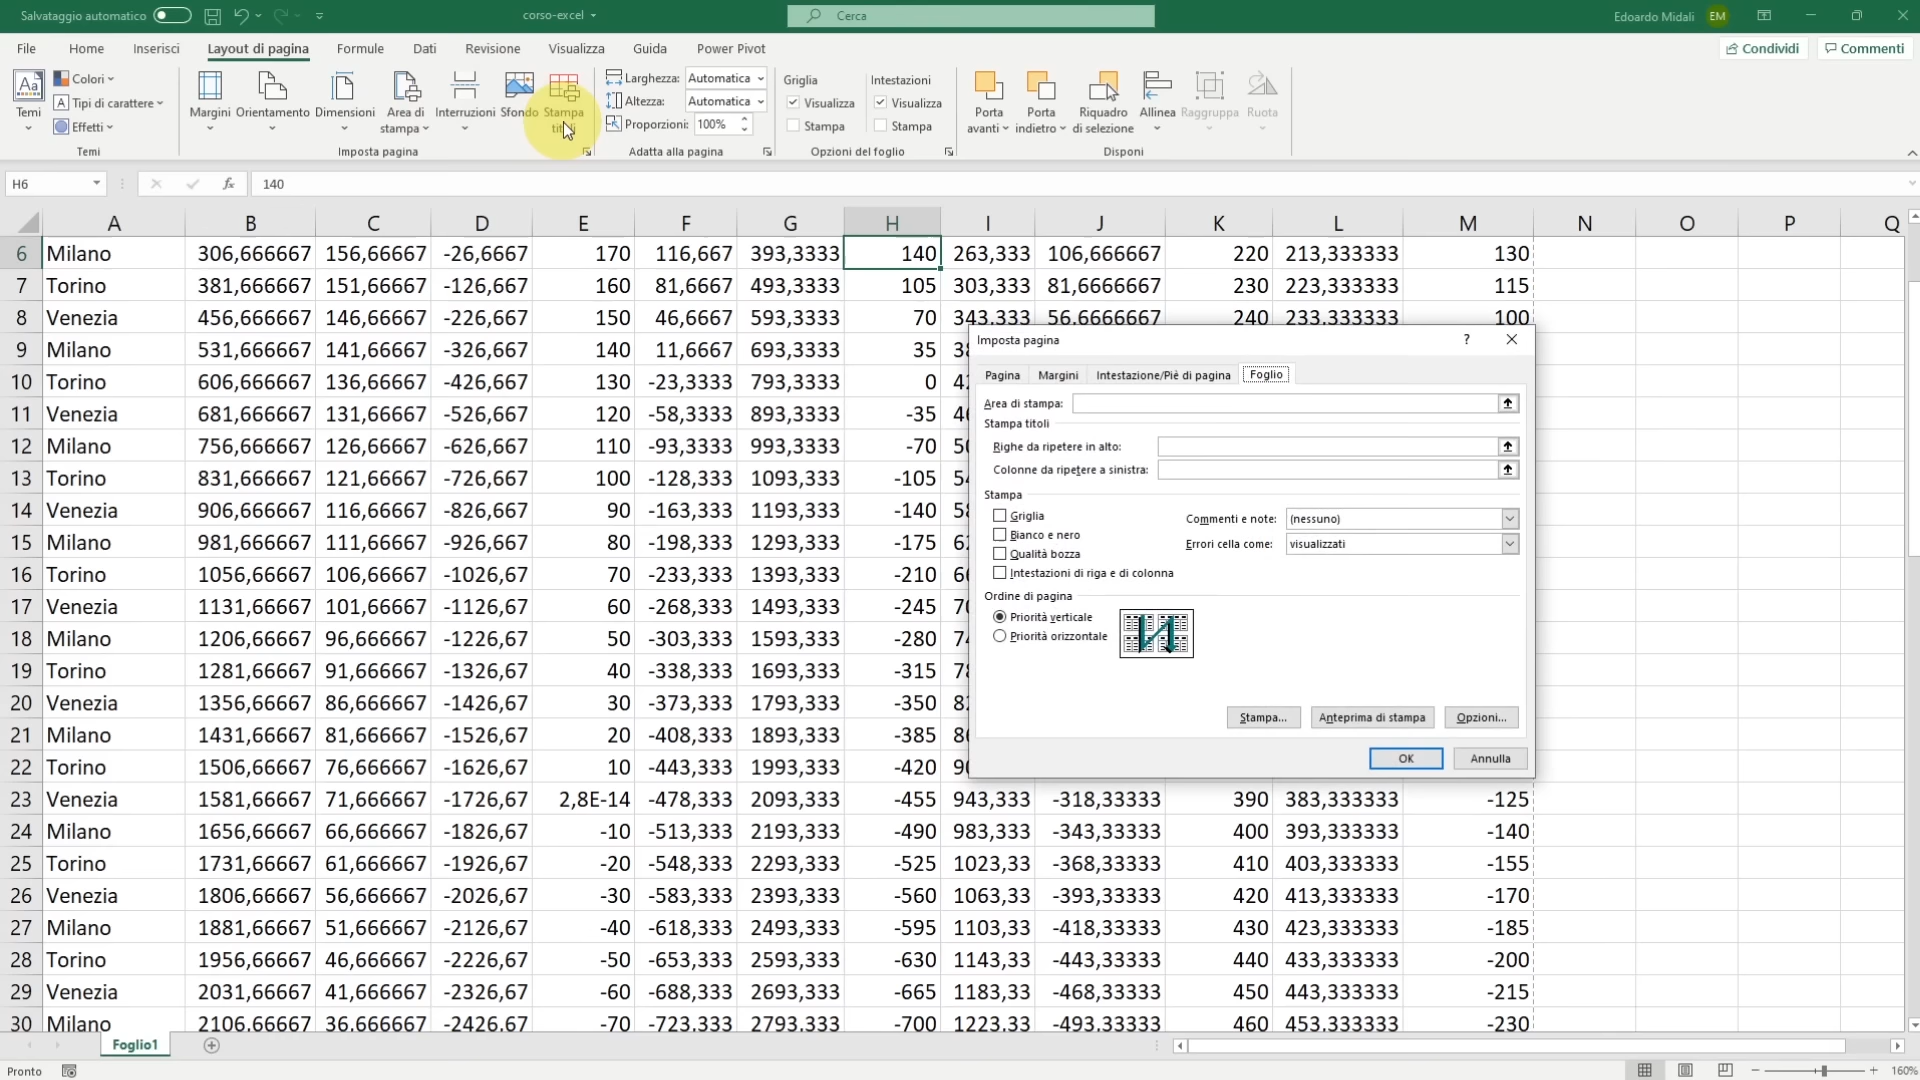 Salvataggio automatico corso-excel Cerca Edoardo Midali EM
File Home Inserisci Layout di pagina Formule Dati Revisione Visualizza Guida Power Pivot Condividi Commenti
Aa Temi
Colori
A Tipi di carattere
Effetti
Temi
Margini Orientamento Dimensioni Area di stampa Interruzioni Sfondo Stampa titoli
Imposta pagina
Larghezza: Automatica
Altezza: Automatica
Proporzioni: 100%
Adatta alla pagina
Griglia Intestazioni
Visualizza Visualizza
Stampa Stampa
Opzioni del foglio
Porta avanti Porta indietro Riquadro di selezione Allinea Raggruppa Ruota
Disponi
H6 fx 140
A B C D E F G H I J K L M N O P Q
6 Milano 306,666667 156,66667 -26,6667 170 116,667 393,3333 140 263,333 106,666667 220 213,333333 130
7 Torino 381,666667 151,66667 -126,667 160 81,6667 493,3333 105 303,333 81,6666667 230 223,333333 115
8 Venezia 456,666667 146,66667 -226,667 150 46,6667 593,3333 70 343,333 56,6666667 240 233,333333 100
9 Milano 531,666667 141,66667 -326,667 140 11,6667 693,3333 35
10 Torino 606,666667 136,66667 -426,667 130 -23,3333 793,3333 0
11 Venezia 681,666667 131,66667 -526,667 120 -58,3333 893,3333 -35
12 Milano 756,666667 126,66667 -626,667 110 -93,3333 993,3333 -70
13 Torino 831,666667 121,66667 -726,667 100 -128,333 1093,333 -105
14 Venezia 906,666667 116,66667 -826,667 90 -163,333 1193,333 -140
15 Milano 981,666667 111,66667 -926,667 80 -198,333 1293,333 -175
16 Torino 1056,66667 106,66667 -1026,67 70 -233,333 1393,333 -210
17 Venezia 1131,66667 101,66667 -1126,67 60 -268,333 1493,333 -245
18 Milano 1206,66667 96,666667 -1226,67 50 -303,333 1593,333 -280
19 Torino 1281,66667 91,666667 -1326,67 40 -338,333 1693,333 -315
20 Venezia 1356,66667 86,666667 -1426,67 30 -373,333 1793,333 -350
21 Milano 1431,66667 81,666667 -1526,67 20 -408,333 1893,333 -385
22 Torino 1506,66667 76,666667 -1626,67 10 -443,333 1993,333 -420
23 Venezia 1581,66667 71,666667 -1726,67 2,8E-14 -478,333 2093,333 -455 943,333 -318,33333 390 383,333333 -125
24 Milano 1656,66667 66,666667 -1826,67 -10 -513,333 2193,333 -490 983,333 -343,33333 400 393,333333 -140
25 Torino 1731,66667 61,666667 -1926,67 -20 -548,333 2293,333 -525 1023,33 -368,33333 410 403,333333 -155
26 Venezia 1806,66667 56,666667 -2026,67 -30 -583,333 2393,333 -560 1063,33 -393,33333 420 413,333333 -170
27 Milano 1881,66667 51,666667 -2126,67 -40 -618,333 2493,333 -595 1103,33 -418,33333 430 423,333333 -185
28 Torino 1956,66667 46,666667 -2226,67 -50 -653,333 2593,333 -630 1143,33 -443,33333 440 433,333333 -200
29 Venezia 2031,66667 41,666667 -2326,67 -60 -688,333 2693,333 -665 1183,33 -468,33333 450 443,333333 -215
30 Milano 2106,66667 36,666667 -2426,67 -70 -723,333 2793,333 -700 1223,33 -493,33333 460 453,333333 -230
Imposta pagina ?
Pagina Margini Intestazione/Piè di pagina Foglio
Area di stampa:
Stampa titoli
Righe da ripetere in alto:
Colonne da ripetere a sinistra:
Stampa
Griglia Commenti e note: (nessuno)
Bianco e nero
Errori cella come: visualizzati
Qualità bozza
Intestazioni di riga e di colonna
Ordine di pagina
Priorità verticale
Priorità orizzontale
Stampa... Anteprima di stampa Opzioni...
OK Annulla
Foglio1
Pronto 160%